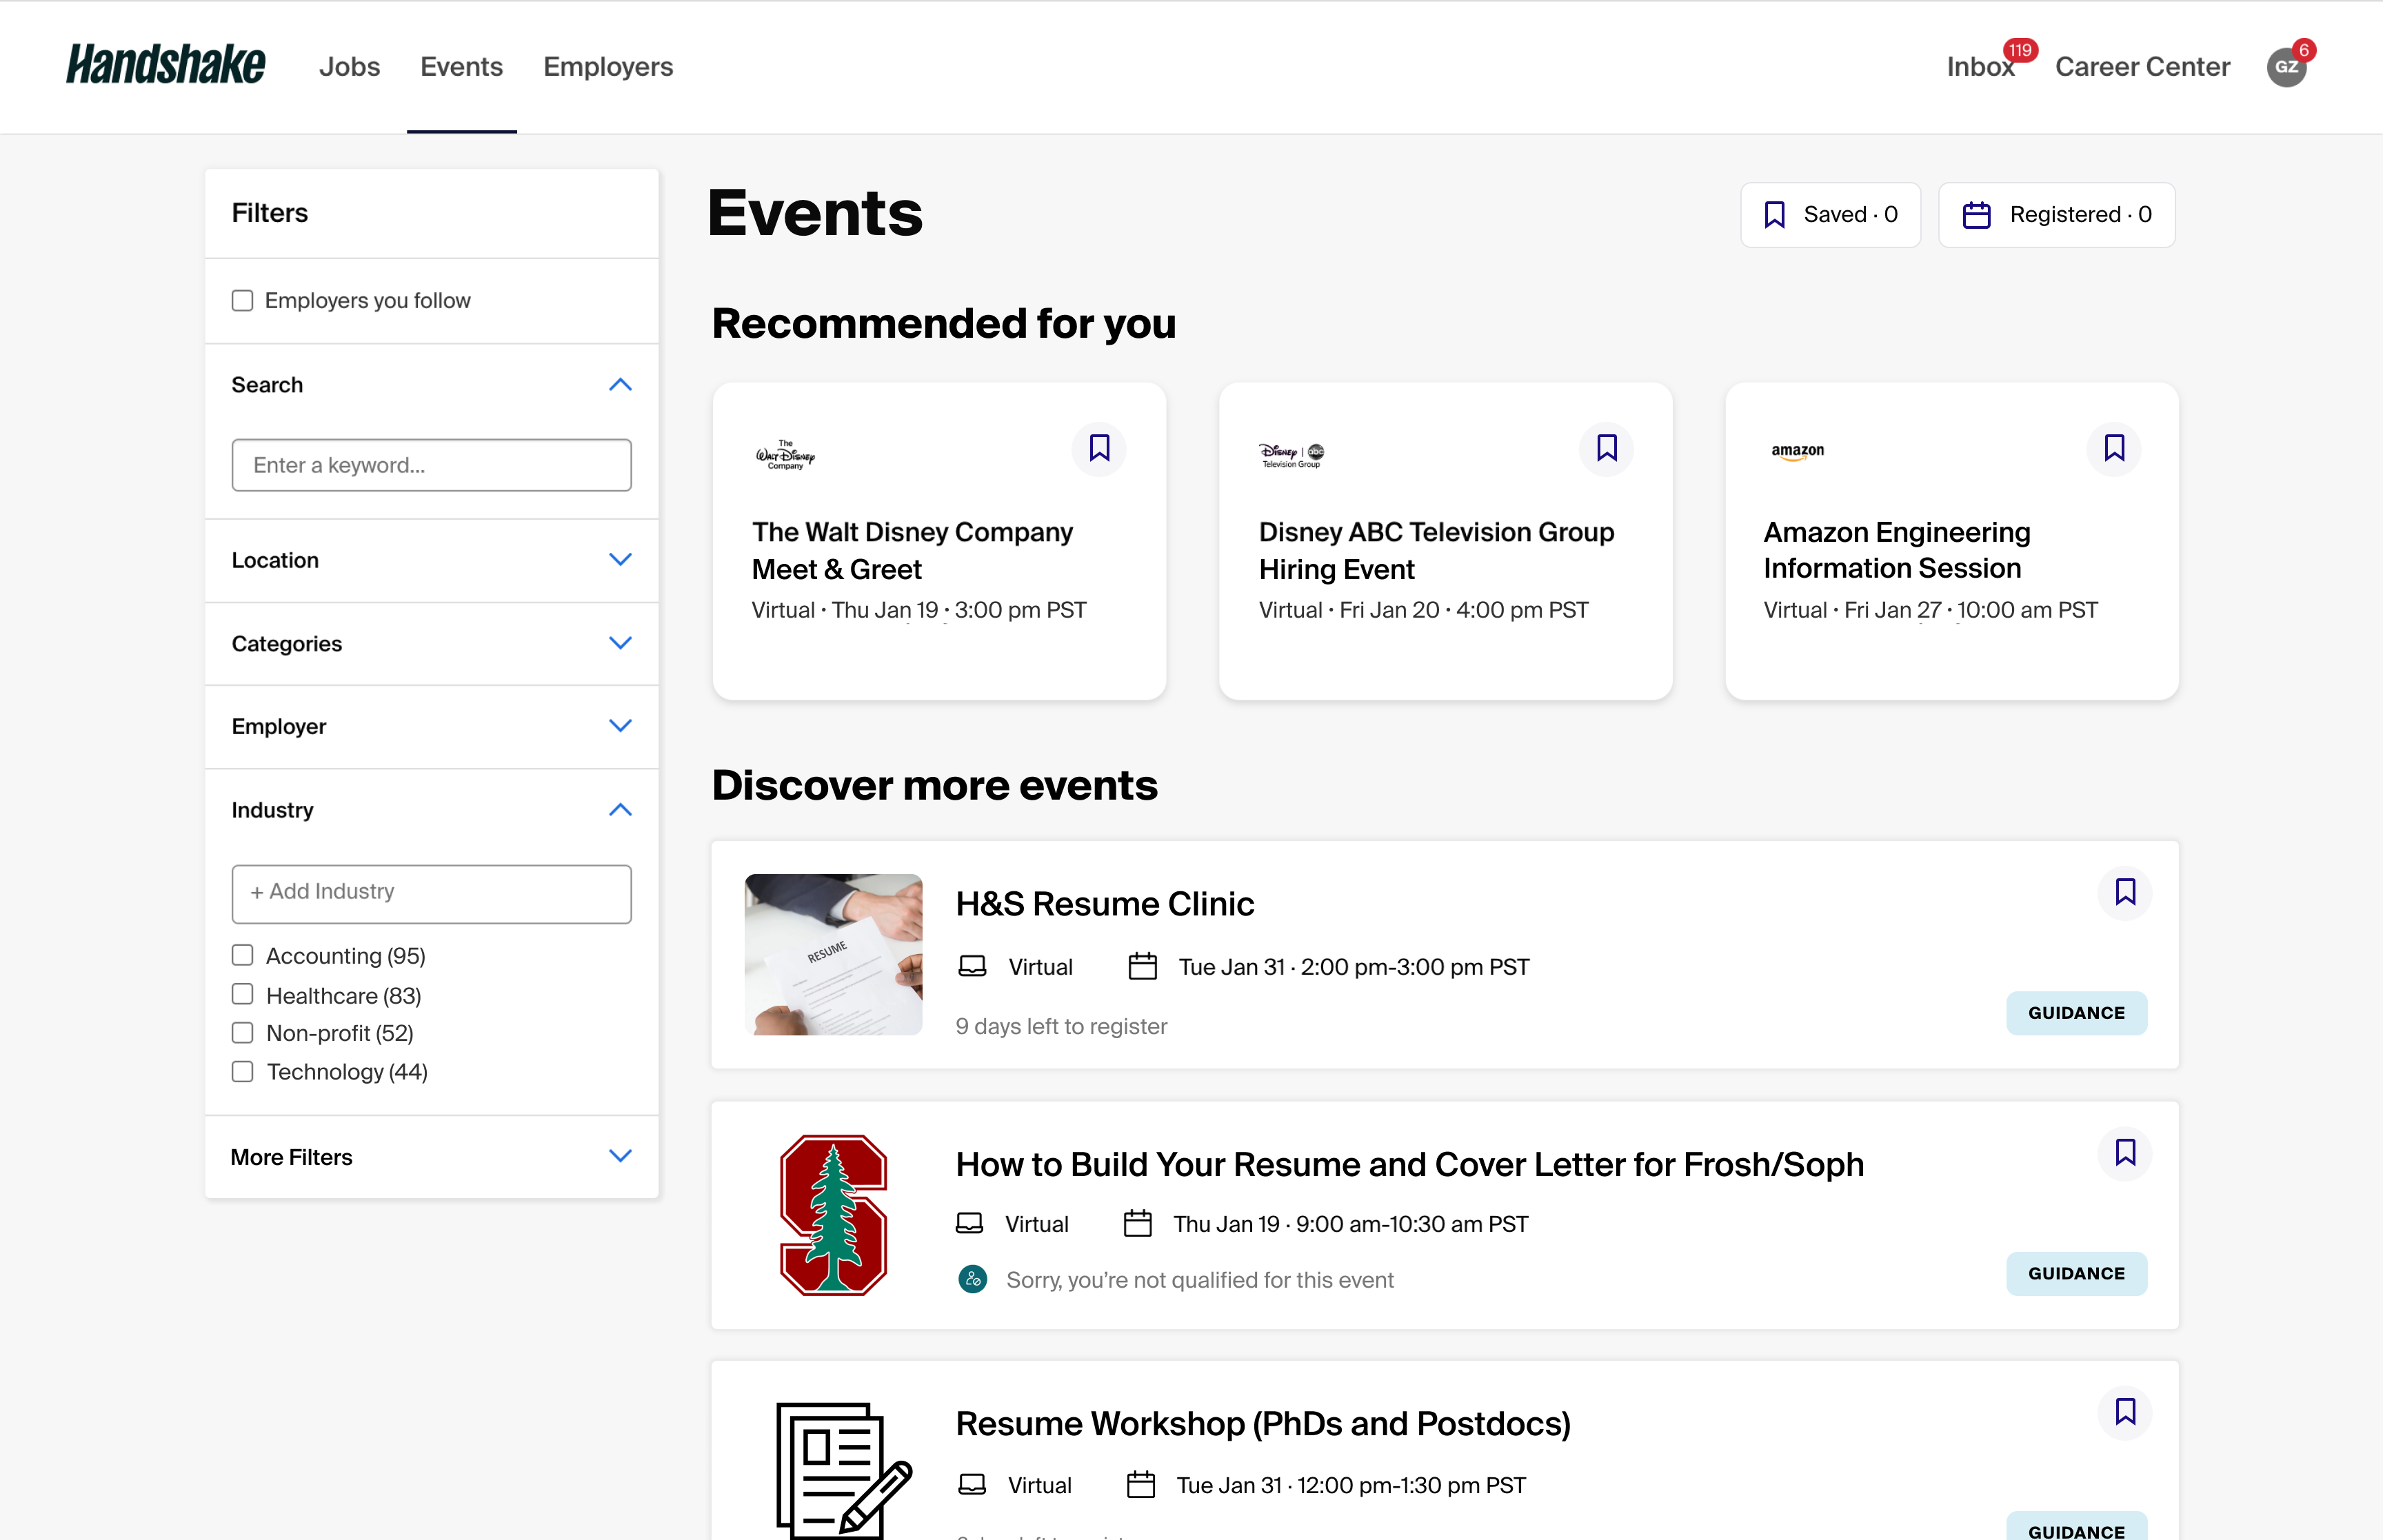 Handshake
Jobs
Events
Employers
Inbox
119
Career Center
GZ
6
Filters
Employers you follow
Search
Enter a keyword...
Location
Categories
Employer
Industry
+ Add Industry
Accounting (95)
Healthcare (83)
Non-profit (52)
Technology (44)
More Filters
Events
Saved · 0
Registered · 0
Recommended for you
The
WALT DISNEY
Company
The Walt Disney Company
Meet & Greet
Virtual · Thu Jan 19 · 3:00 pm PST
Disney | abc
Television Group
Disney ABC Television Group
Hiring Event
Virtual · Fri Jan 20 · 4:00 pm PST
amazon
Amazon Engineering
Information Session
Virtual · Fri Jan 27 · 10:00 am PST
Discover more events
RESUME
H&S Resume Clinic
Virtual
Tue Jan 31 · 2:00 pm-3:00 pm PST
9 days left to register
GUIDANCE
S
How to Build Your Resume and Cover Letter for Frosh/Soph
Virtual
Thu Jan 19 · 9:00 am-10:30 am PST
Sorry, you're not qualified for this event
GUIDANCE
Resume Workshop (PhDs and Postdocs)
Virtual
Tue Jan 31 · 12:00 pm-1:30 pm PST
GUIDANCE